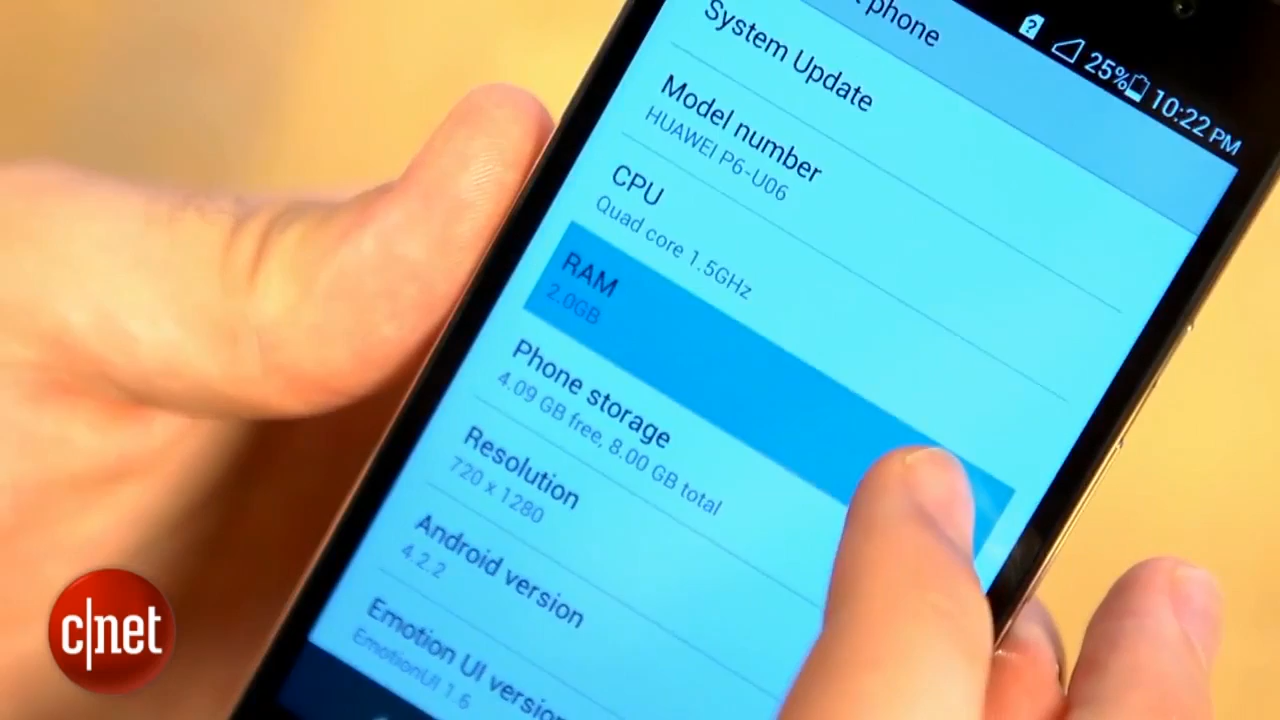 phone
25% 10:22 PM
System Update
Model number
HUAWEI P6-U06
CPU
Quad core 1.5GHz
RAM
2.0GB
Phone storage
4.09 GB free, 8.00 GB total
Resolution
720 x 1280
Android version
4.2.2
Emotion UI version
EmotionUI 1.6
c|net